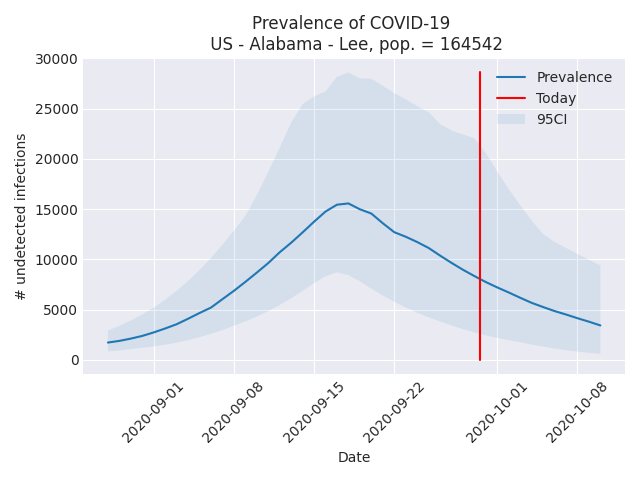 Prevalence of COVID-19
US - Alabama - Lee, pop. = 164542
30000
25000
20000
15000
10000
5000
0
# undetected infections
Prevalence
Today
95CI
2020-09-01
2020-09-08
2020-09-15
2020-09-22
2020-10-01
2020-10-08
Date